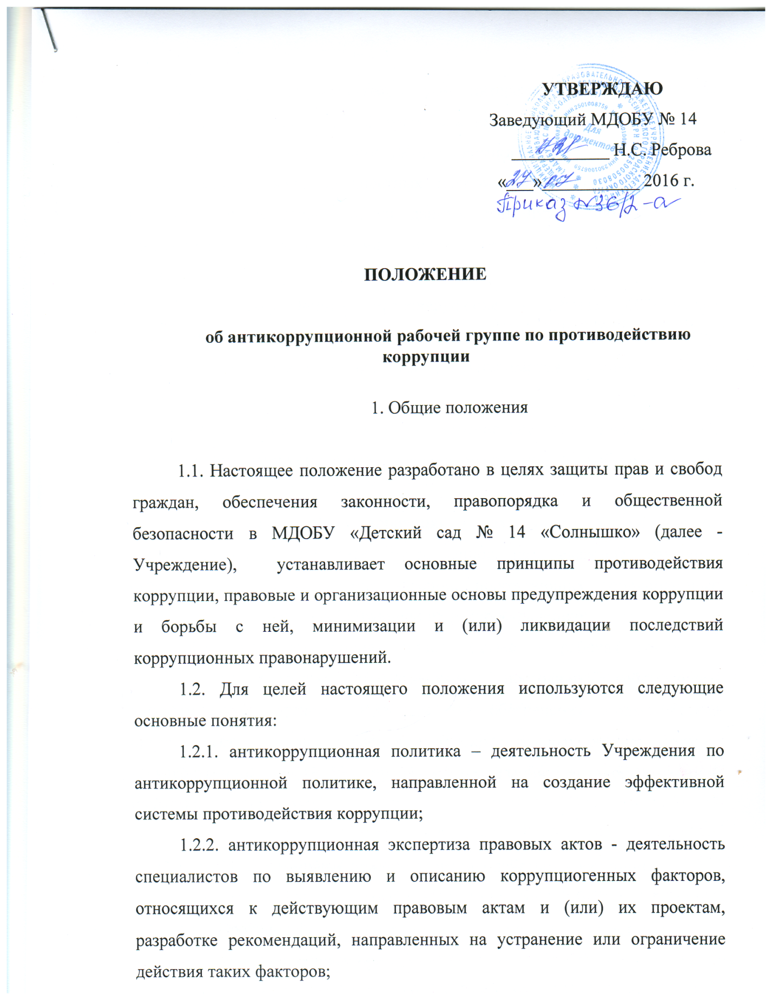 УТВЕРЖДАЮ
Заведующий МДОБУ № 14
Для
документов
Н.С. Реброва
«27» 07 2016 г.
Приказ №36/2-а
ПОЛОЖЕНИЕ
об антикоррупционной рабочей группе по противодействию
коррупции
1. Общие положения
1.1. Настоящее положение разработано в целях защиты прав и свобод
граждан, обеспечения законности, правопорядка и общественной
безопасности в МДОБУ «Детский сад № 14 «Солнышко» (далее -
Учреждение), устанавливает основные принципы противодействия
коррупции, правовые и организационные основы предупреждения коррупции
и борьбы с ней, минимизации и (или) ликвидации последствий
коррупционных правонарушений.
1.2. Для целей настоящего положения используются следующие
основные понятия:
1.2.1. антикоррупционная политика – деятельность Учреждения по
антикоррупционной политике, направленной на создание эффективной
системы противодействия коррупции;
1.2.2. антикоррупционная экспертиза правовых актов - деятельность
специалистов по выявлению и описанию коррупциогенных факторов,
относящихся к действующим правовым актам и (или) их проектам,
разработке рекомендаций, направленных на устранение или ограничение
действия таких факторов;